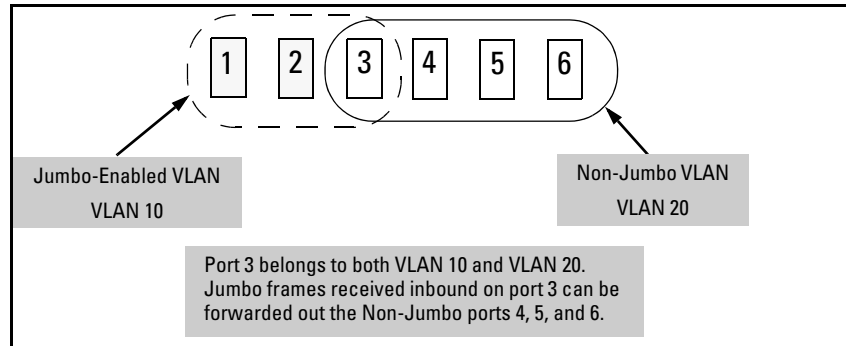 1 2 3 4 5 6
Jumbo-Enabled VLAN
VLAN 10
Non-Jumbo VLAN
VLAN 20
Port 3 belongs to both VLAN 10 and VLAN 20.
Jumbo frames received inbound on port 3 can be
forwarded out the Non-Jumbo ports 4, 5, and 6.